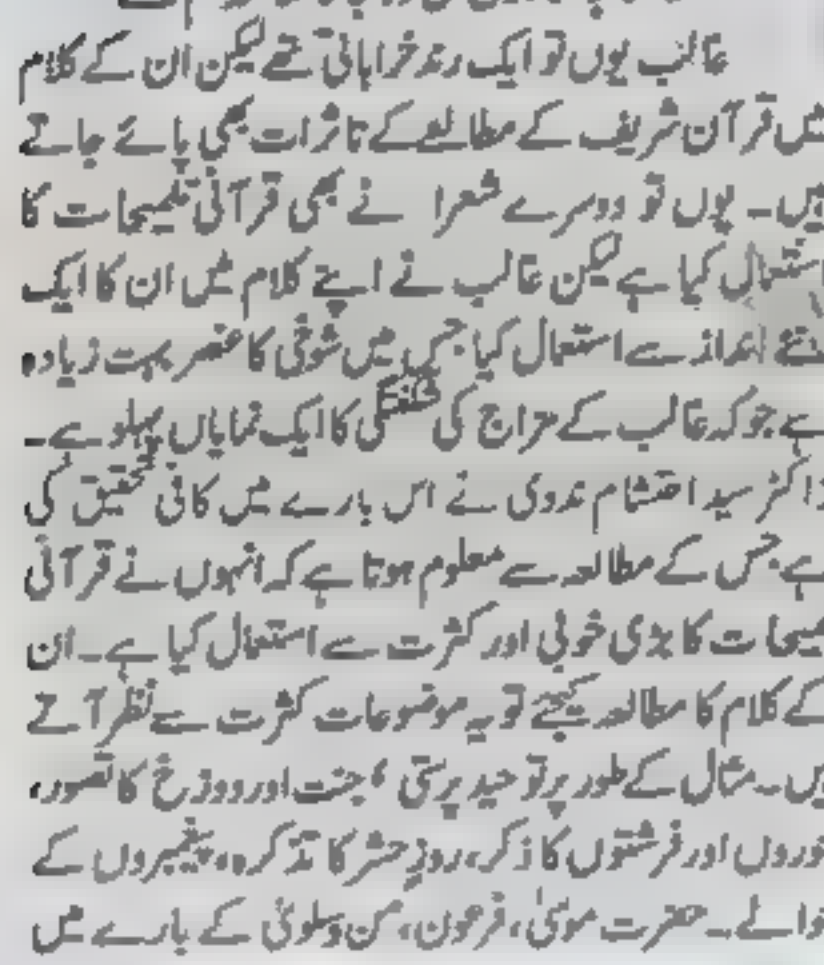 غالب یوں تو ایک رند خراباتی تھے لیکن ان کے کلام
میں قرآن شریف کے مطالعے کے تاثرات بھی پائے جاتے
ہیں۔ یوں تو دوسرے شعرا نے بھی قرآنی تلمیحات کا
استعمال کیا ہے لیکن غالب نے اپنے کلام میں ان کا ایک
نئے انداز سے استعمال کیا جس میں شوخی کا عنصر بہت زیادہ
ہے جو کہ غالب کے مزاج کی کا ایک نمایاں پہلو ہے۔
ڈاکٹر سید احتشام ندوی نے اس بارے میں کافی تحقیق کی
ہے جس کے مطالعہ سے معلوم ہوتا ہے کہ انہوں نے قرآنی
میحات کا بڑی خوبی اور کثرت سے استعمال کیا ہے۔ ان
کے کلام کا مطالعہ کیجئے تو یہ موضوعات کثرت سے نظر آتے
ہیں۔ مثال کے طور پر توحید پرستی، جنت اور دوزخ کا تصور،
حوروں اور فرشتوں کا ذکر، روز حشر کا تذکرہ، پیغمبروں کے
حوالے۔ حضرت موسیٰ، فرعون، من وسلویٰ کے بارے میں